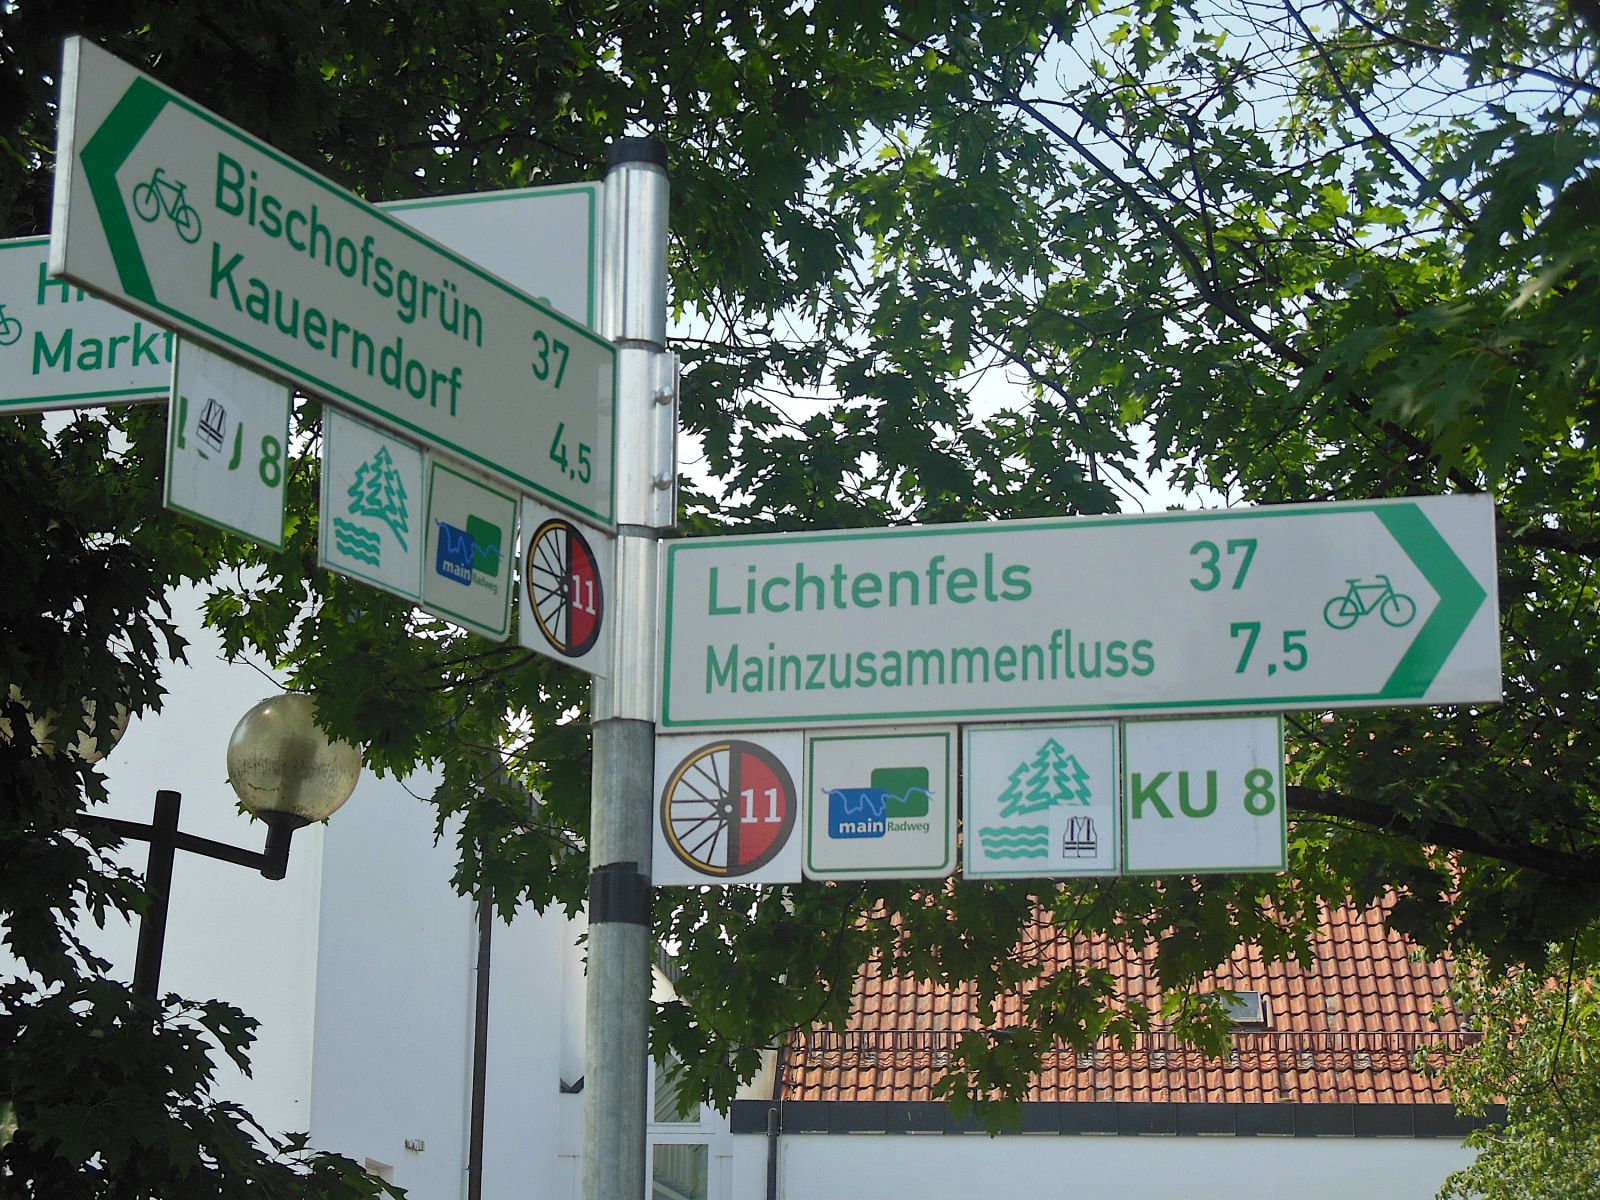 Bischofsgrün 37
Kauerndorf 4,5
Markt
8
main Radweg
11
Lichtenfels 37
Mainzusammenfluss 7,5
11
main Radweg
KU 8